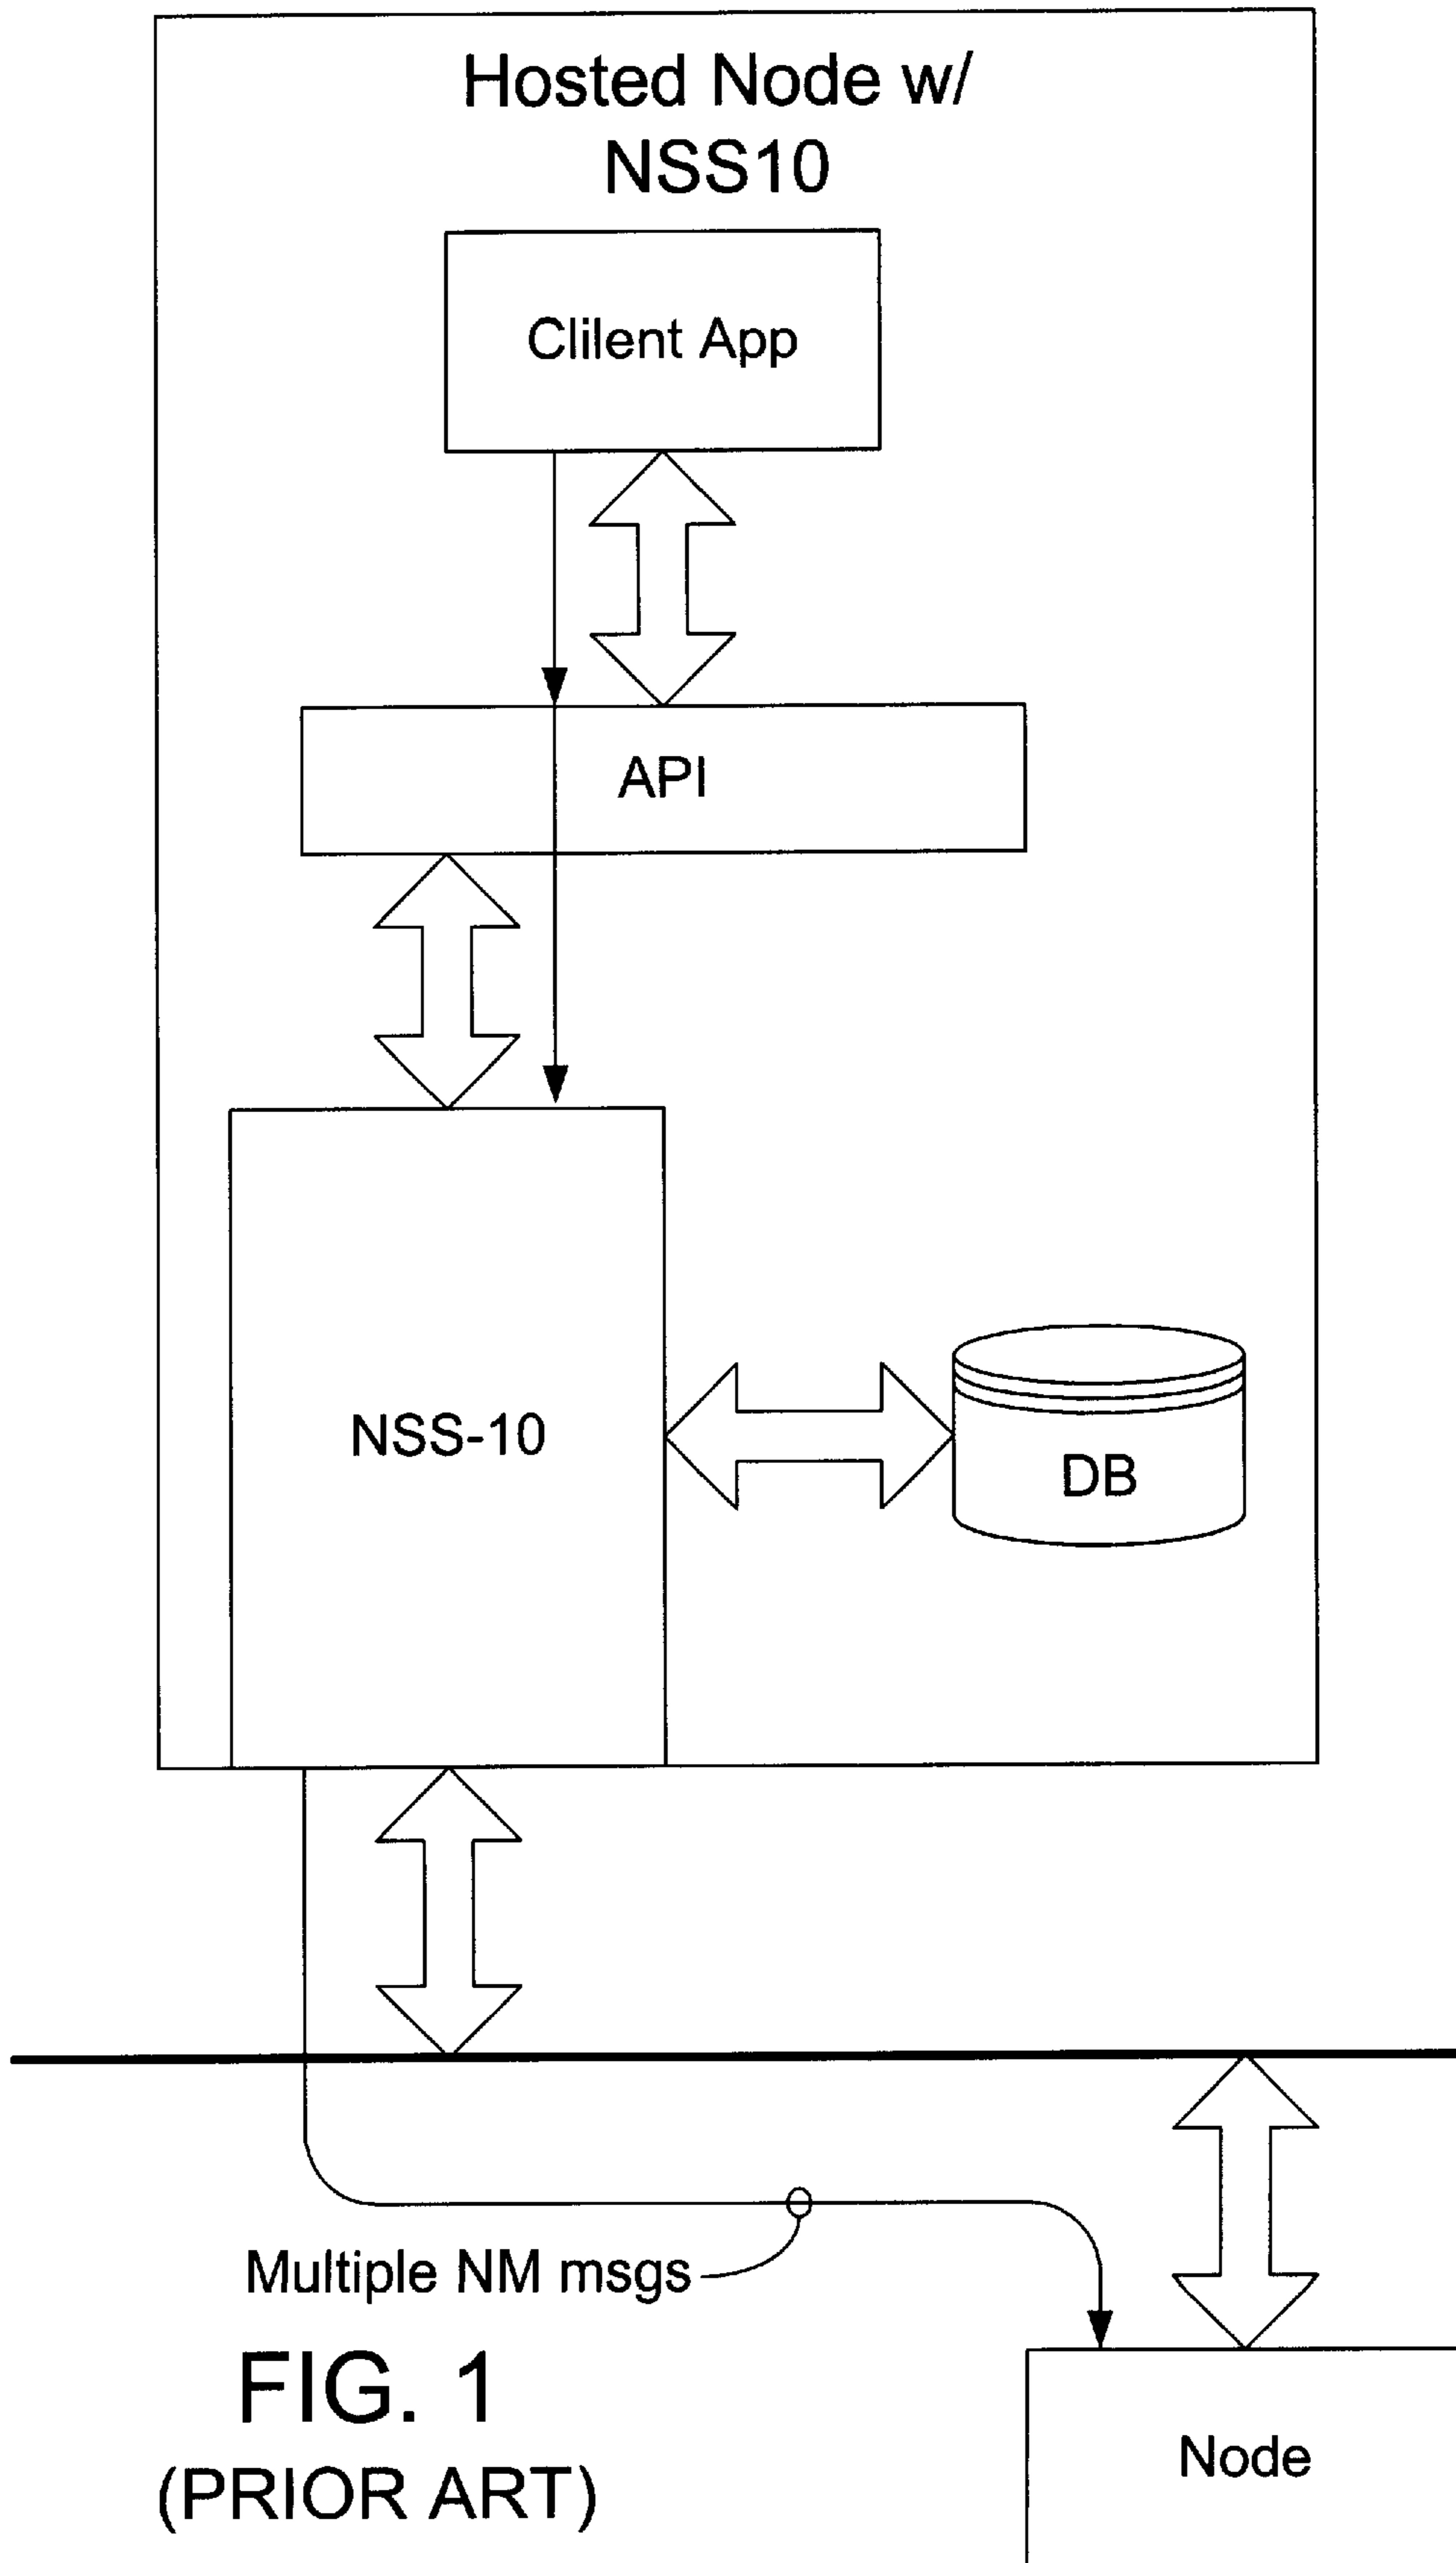 Hosted Node w/
NSS10
Clilent App
API
NSS-10
DB
Multiple NM msgs
FIG. 1
(PRIOR ART)
Node